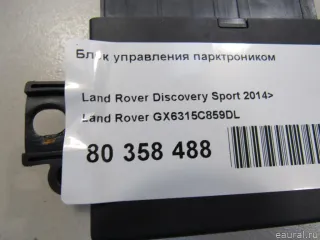 Блок управления парктроником
Land Rover Discovery Sport 2014>
Land Rover GX6315C859DL
80 358 488
© eaural.ru